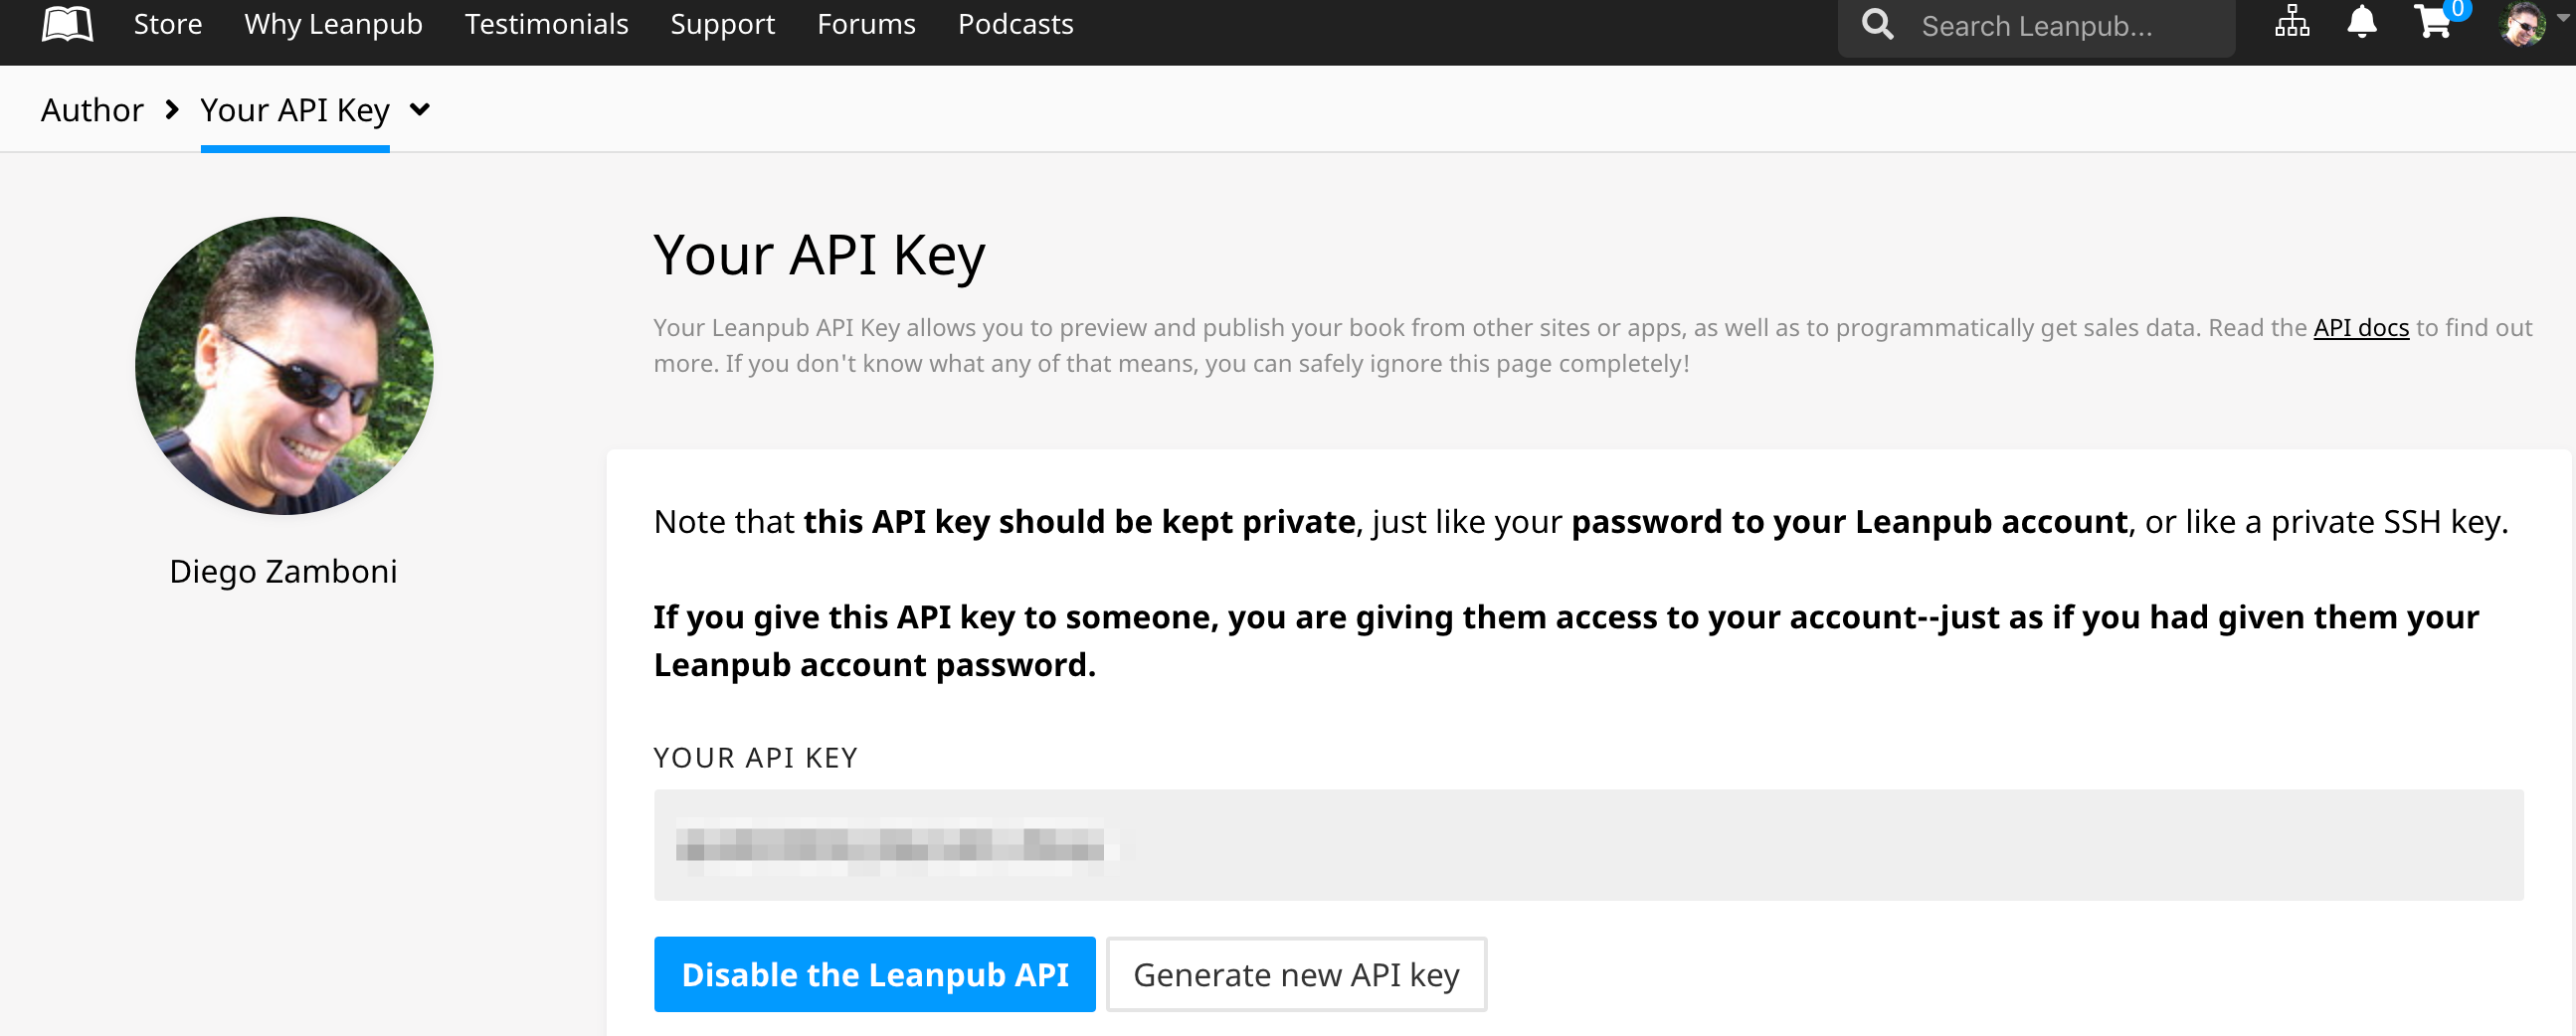 Store Why Leanpub Testimonials Support Forums Podcasts Search Leanpub... 0
Author Your API Key
Your API Key
Your Leanpub API Key allows you to preview and publish your book from other sites or apps, as well as to programmatically get sales data. Read the API docs to find out
more. If you don't know what any of that means, you can safely ignore this page completely!
Diego Zamboni
Note that this API key should be kept private, just like your password to your Leanpub account, or like a private SSH key.
If you give this API key to someone, you are giving them access to your account--just as if you had given them your
Leanpub account password.
YOUR API KEY
Disable the Leanpub API Generate new API key